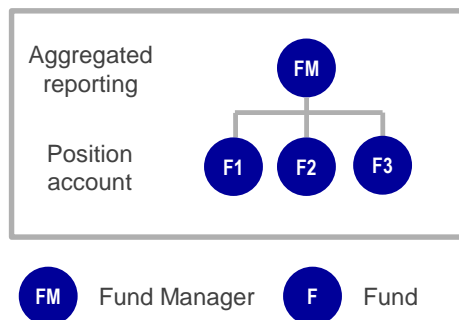 Aggregated
reporting
FM
Position
account
F1 F2 F3
FM Fund Manager F Fund